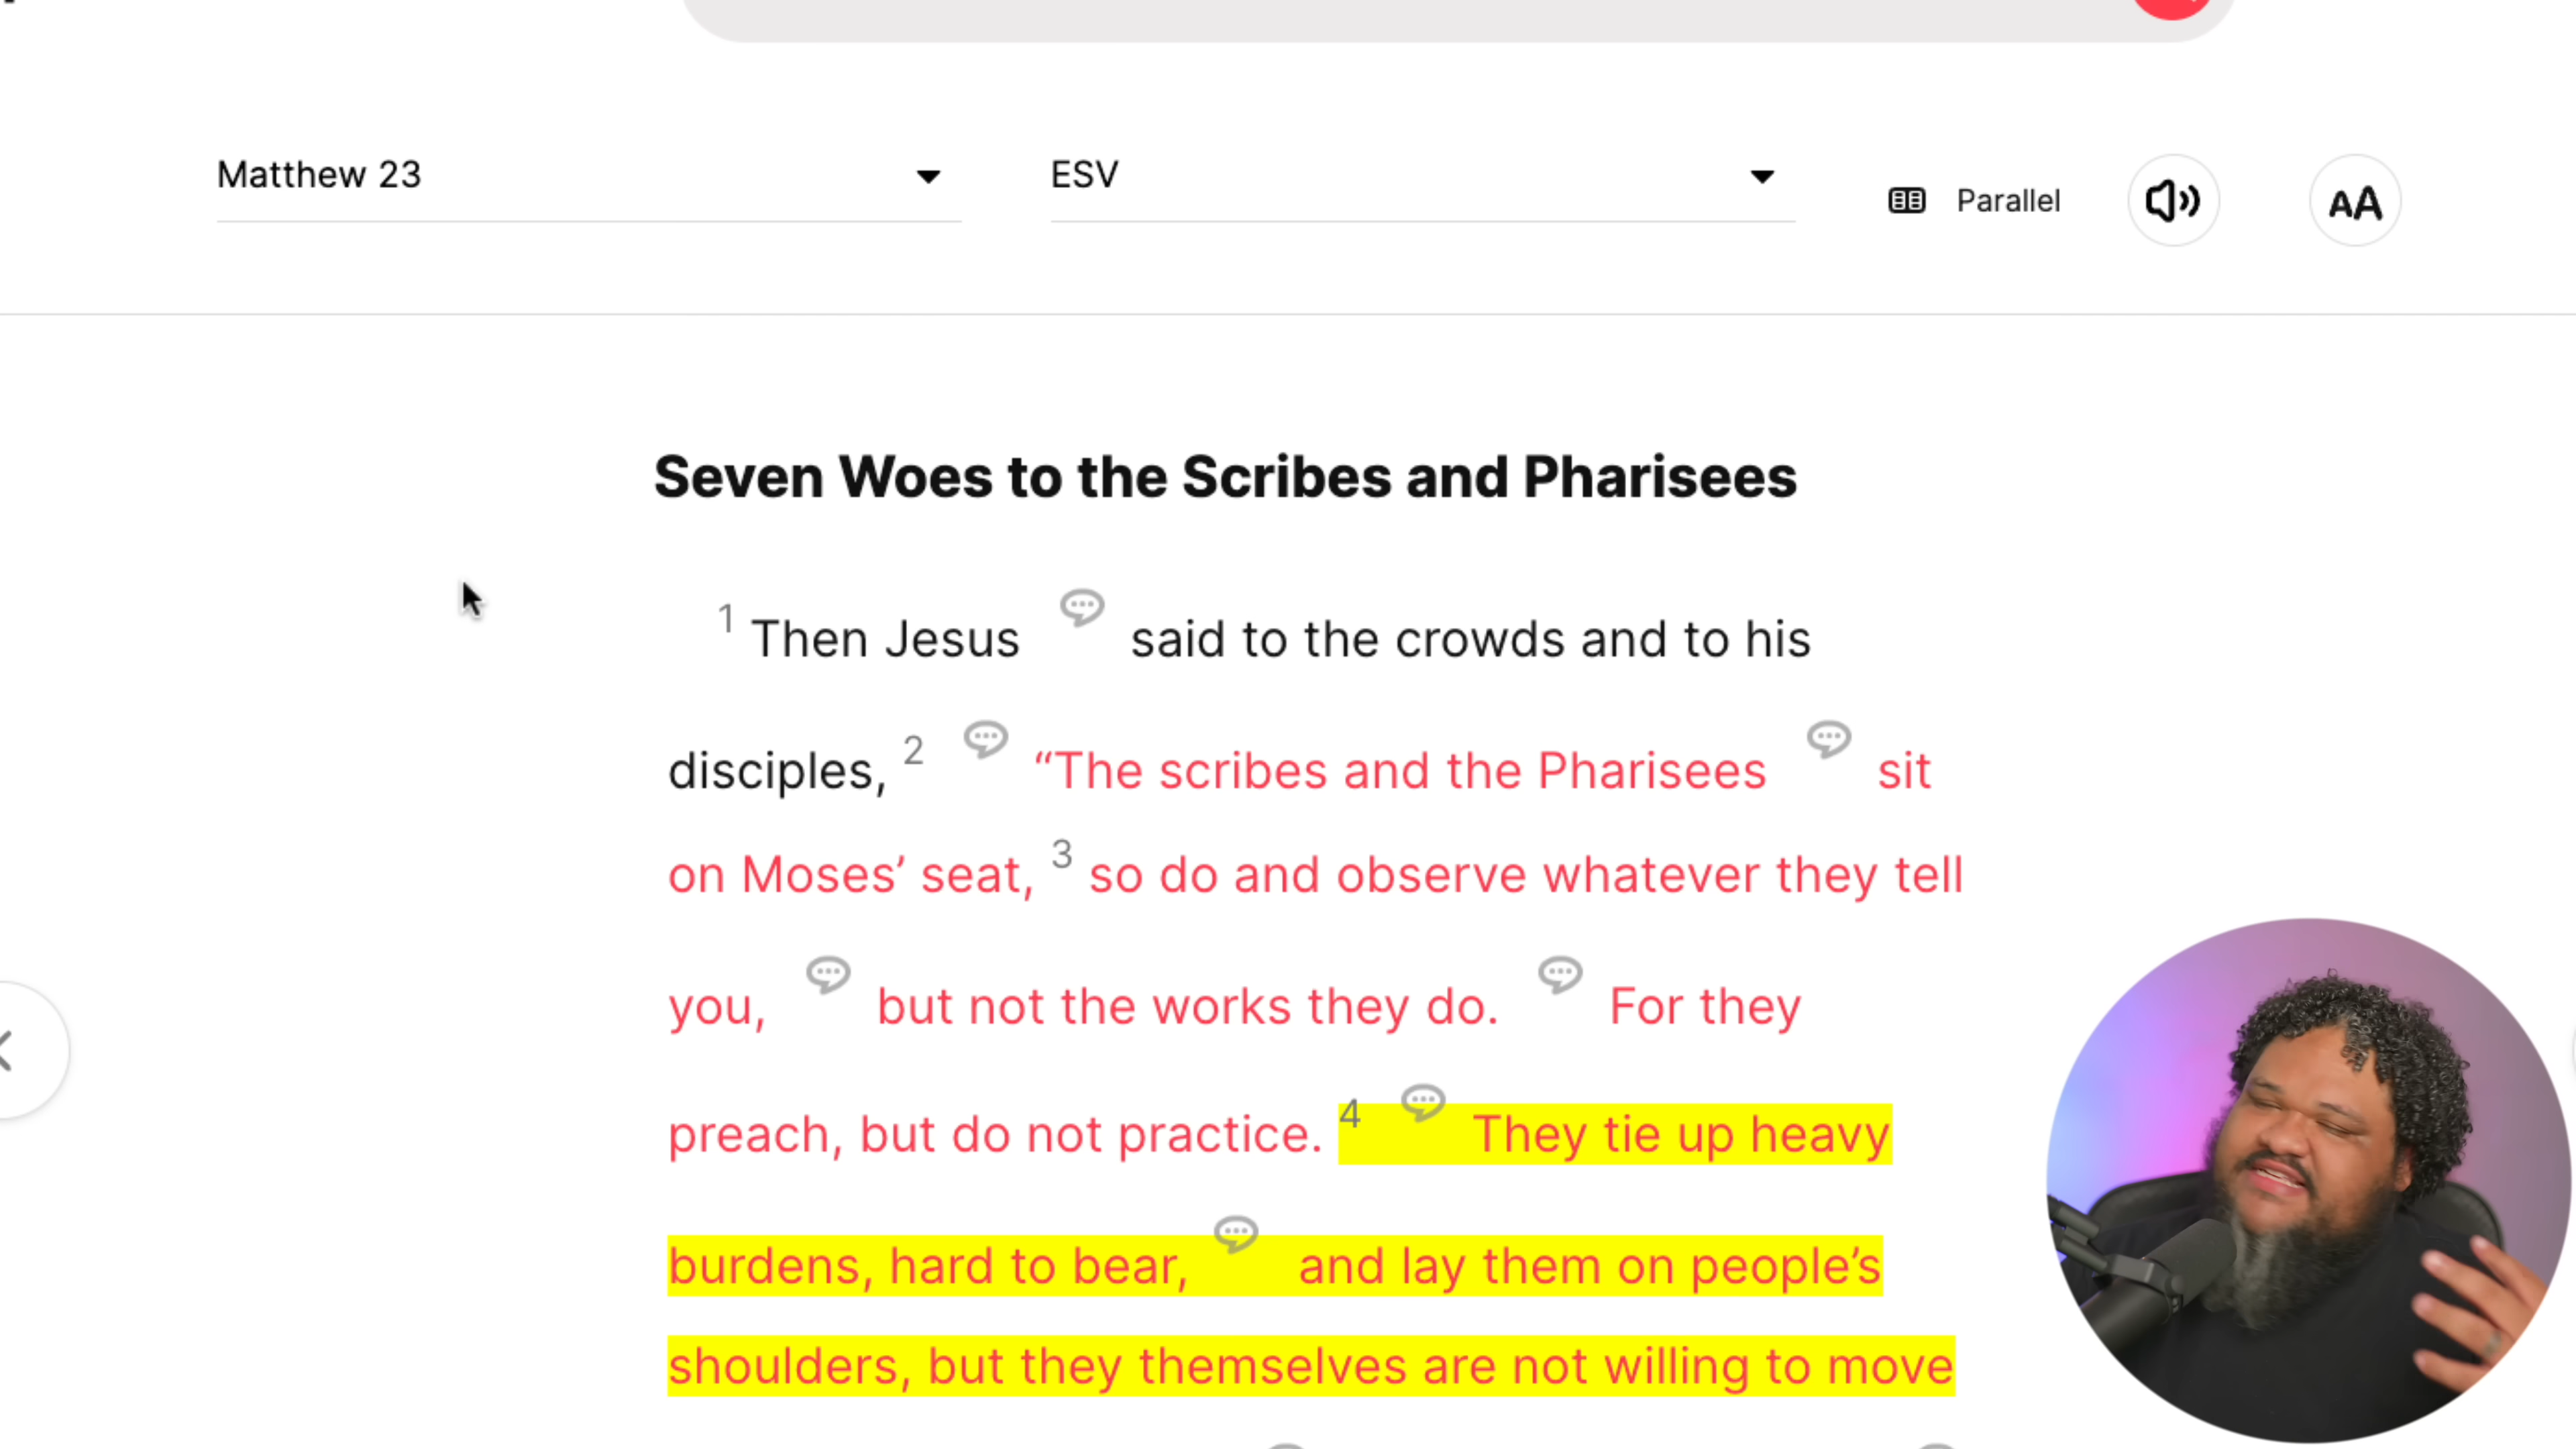 Matthew 23
ESV
Parallel
AA
Seven Woes to the Scribes and Pharisees
1 Then Jesus said to the crowds and to his
disciples, 2 “The scribes and the Pharisees sit
on Moses’ seat, 3 so do and observe whatever they tell
you, but not the works they do. For they
preach, but do not practice. 4 They tie up heavy
burdens, hard to bear, and lay them on people’s
shoulders, but they themselves are not willing to move